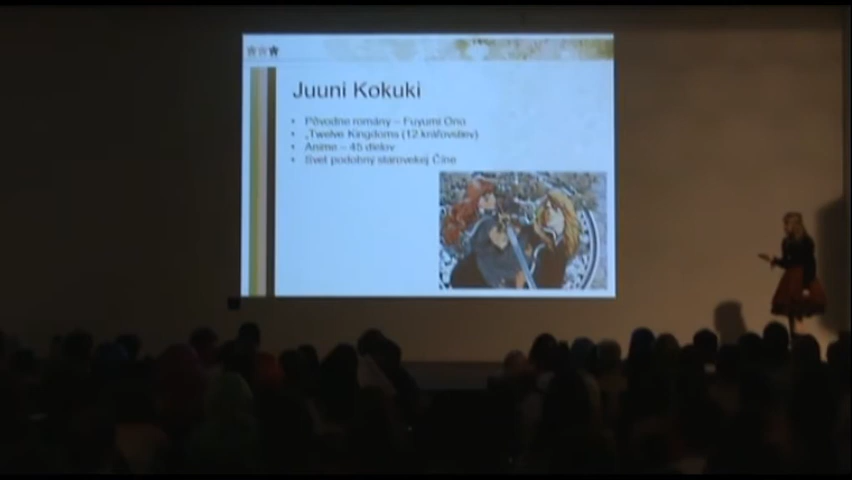 Juuni Kokuki
• Pôvodne romány – Fuyumi Ono
• „Twelve Kingdoms (12 kráľovstiev)
• Anime – 45 dielov
• Svet podobný starovekej Číne